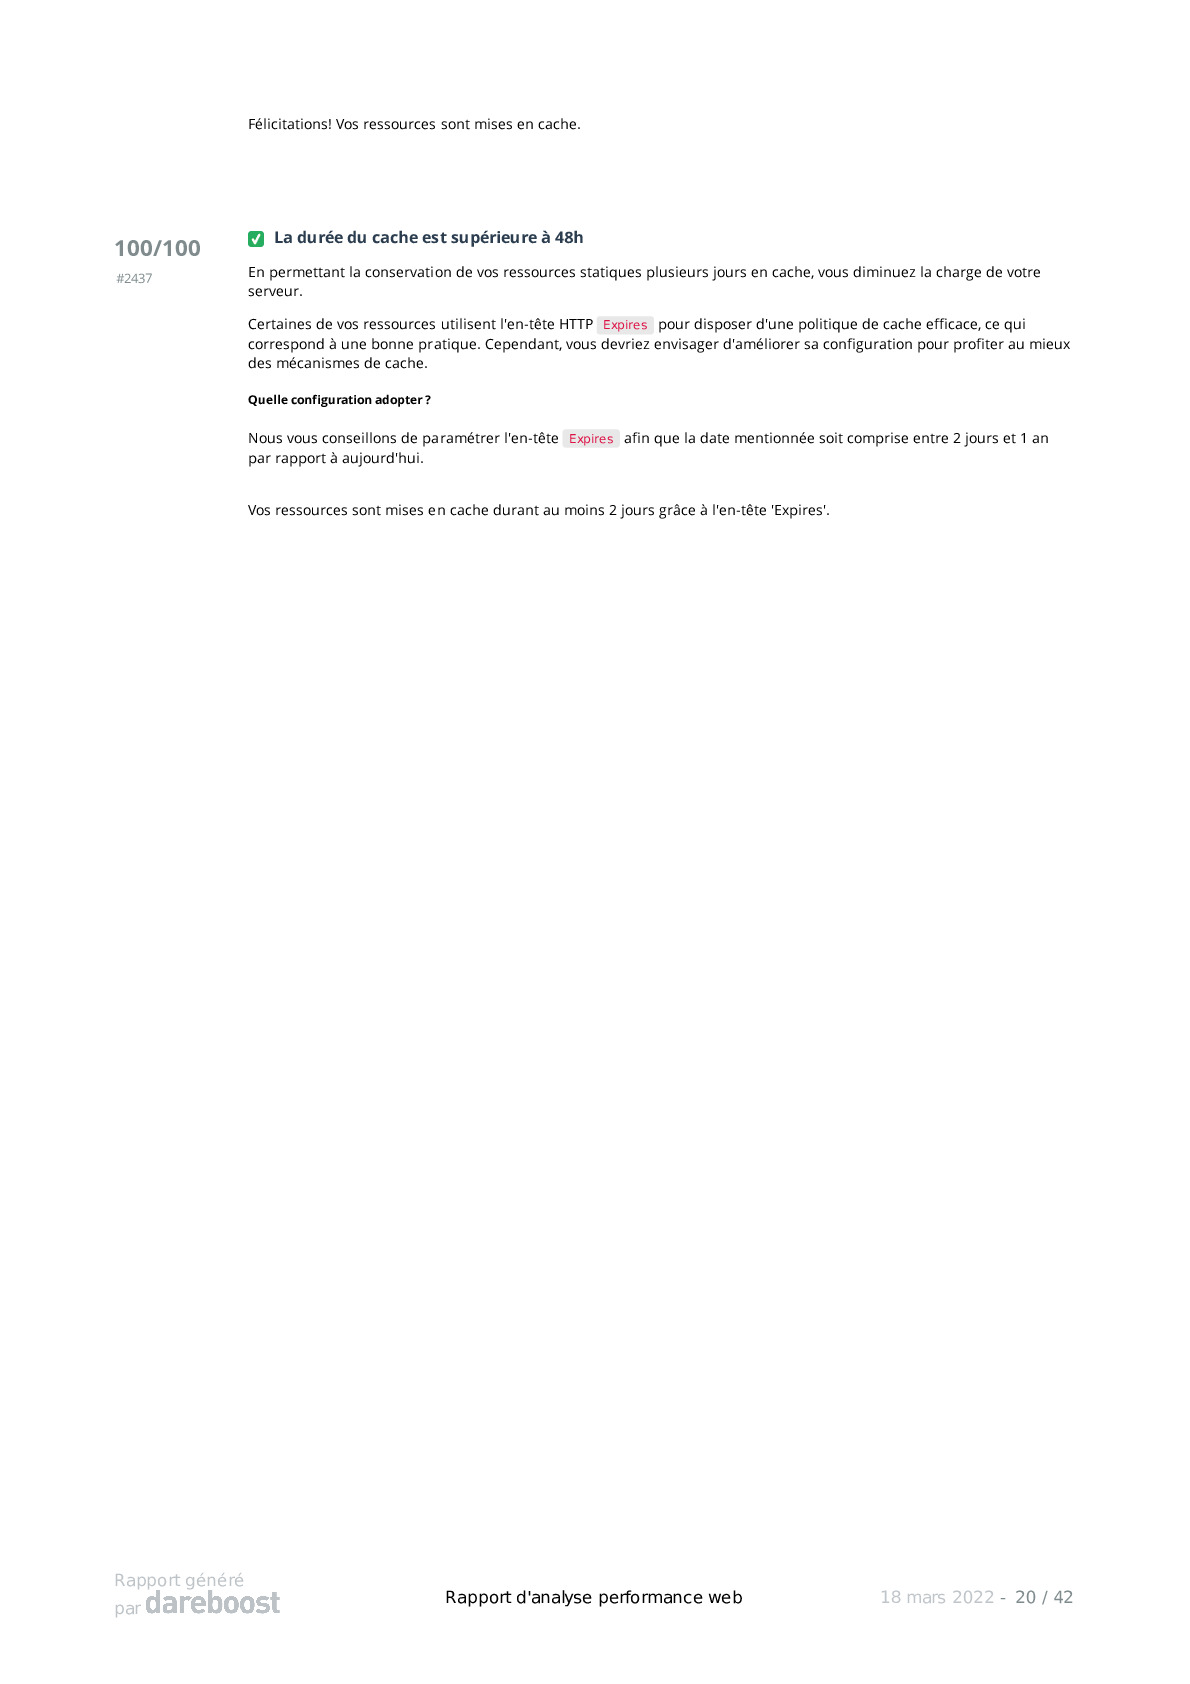 Félicitations! Vos ressources sont mises en cache.
100/100
#2437
La durée du cache est supérieure à 48h
En permettant la conservation de vos ressources statiques plusieurs jours en cache, vous diminuez la charge de votre
serveur.
Certaines de vos ressources utilisent l'en-tête HTTP Expires pour disposer d'une politique de cache efficace, ce qui
correspond à une bonne pratique. Cependant, vous devriez envisager d'améliorer sa configuration pour profiter au mieux
des mécanismes de cache.
Quelle configuration adopter ?
Nous vous conseillons de paramétrer l'en-tête Expires afin que la date mentionnée soit comprise entre 2 jours et 1 an
par rapport à aujourd'hui.
Vos ressources sont mises en cache durant au moins 2 jours grâce à l'en-tête 'Expires'.
Rapport généré
par dareboost
Rapport d'analyse performance web
18 mars 2022 - 20 / 42